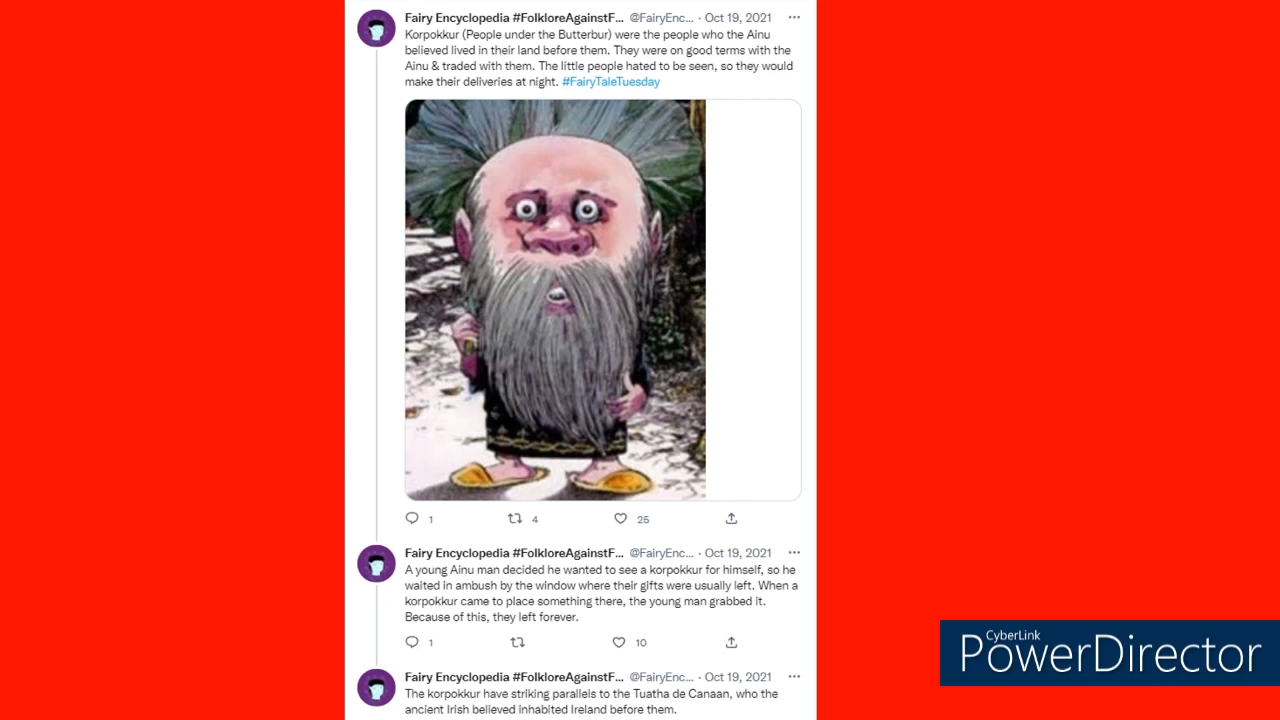 Fairy Encyclopedia #FolkloreAgainstF... @FairyEnc... · Oct 19, 2021
Korpokkur (People under the Butterbur) were the people who the Ainu
believed lived in their land before them. They were on good terms with the
Ainu & traded with them. The little people hated to be seen, so they would
make their deliveries at night. #FairyTaleTuesday
1 4 25
Fairy Encyclopedia #FolkloreAgainstF... @FairyEnc... · Oct 19, 2021
A young Ainu man decided he wanted to see a korpokkur for himself, so he
waited in ambush by the window where their gifts were usually left. When a
korpokkur came to place something there, the young man grabbed it.
Because of this, they left forever.
1 10
CyberLink
PowerDirector
Fairy Encyclopedia #FolkloreAgainstF... @FairyEnc... · Oct 19, 2021
The korpokkur have striking parallels to the Tuatha de Canaan, who the
ancient Irish believed inhabited Ireland before them.